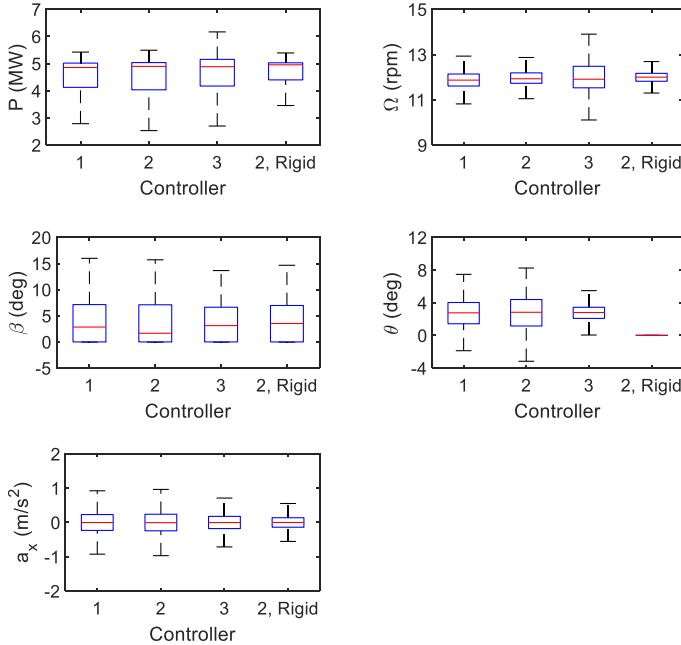 7
6
5
4
3
2
P (MW)
1 2 3 2, Rigid
Controller
15
13
11
9
Ω (rpm)
1 2 3 2, Rigid
Controller
20
15
10
5
0
-5
β (deg)
1 2 3 2, Rigid
Controller
12
8
4
0
-4
θ (deg)
1 2 3 2, Rigid
Controller
2
1
0
-1
-2
a_x (m/s²)
1 2 3 2, Rigid
Controller